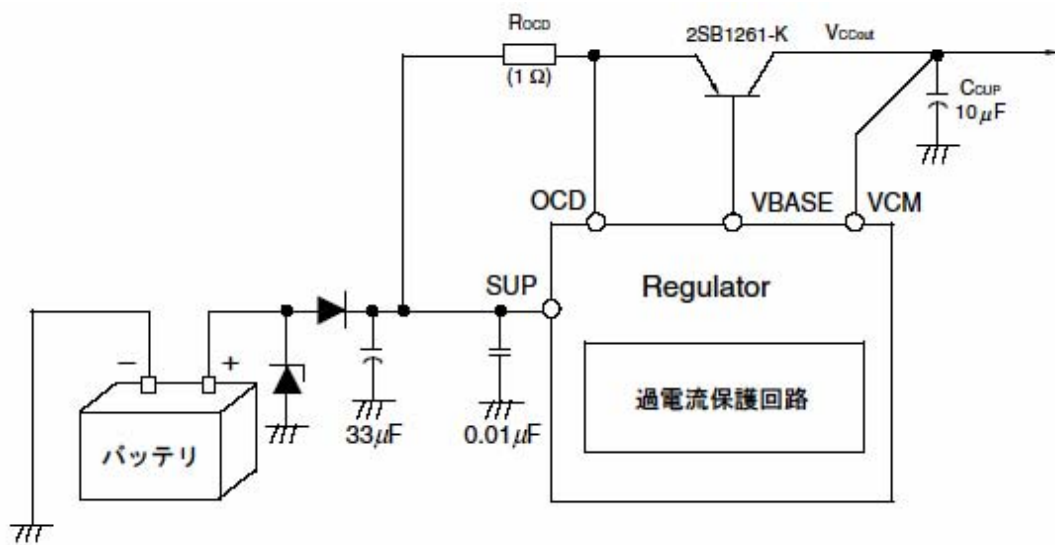 ROCD
(1 Ω)
2SB1261-K
VCCout
CCUP
10μF
OCD
VBASE
VCM
SUP
Regulator
過電流保護回路
− +
33μF
0.01μF
バッテリ